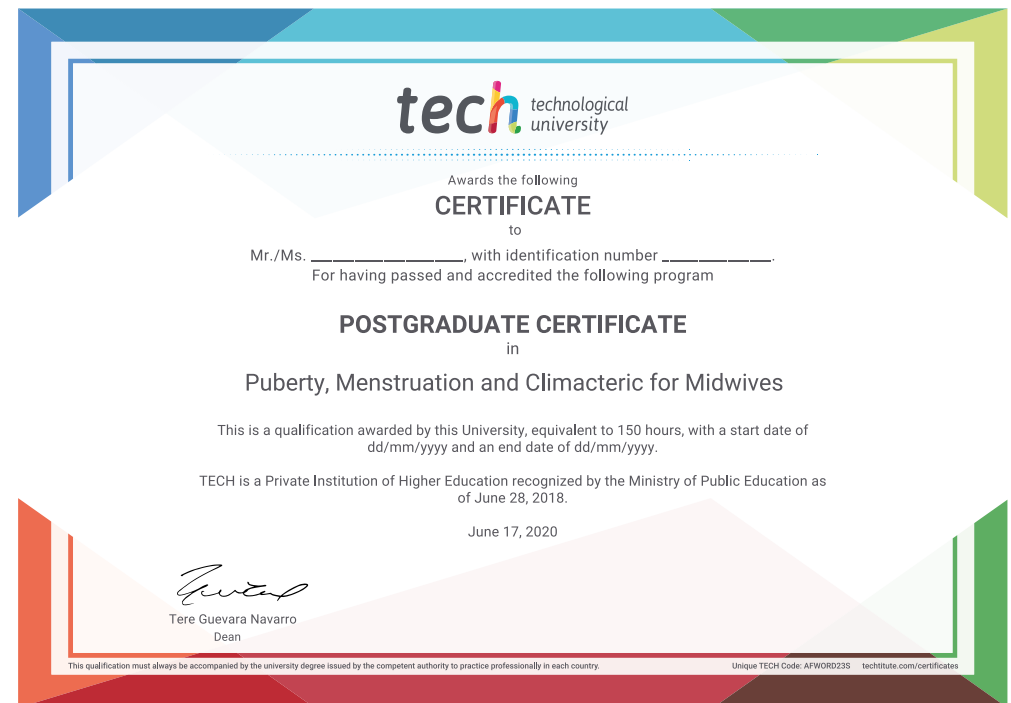 tech technological
university
Awards the following
CERTIFICATE
to
Mr./Ms. ____________________, with identification number ______________.
For having passed and accredited the following program
POSTGRADUATE CERTIFICATE
in
Puberty, Menstruation and Climacteric for Midwives
This is a qualification awarded by this University, equivalent to 150 hours, with a start date of
dd/mm/yyyy and an end date of dd/mm/yyyy.
TECH is a Private Institution of Higher Education recognized by the Ministry of Public Education as
of June 28, 2018.
June 17, 2020
Tere Guevara Navarro
Dean
This qualification must always be accompanied by the university degree issued by the competent authority to practice professionally in each country.
Unique TECH Code: AFWORD23S techtitute.com/certificates